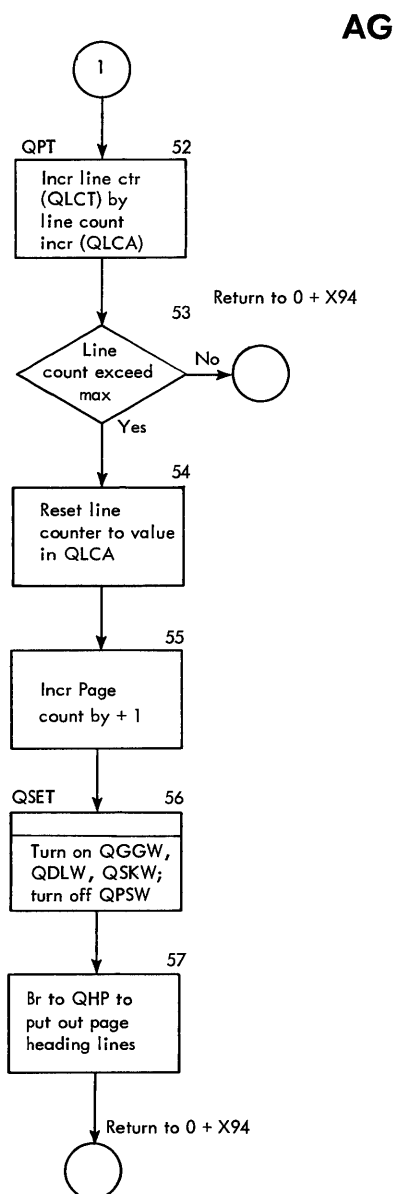 AG
1
QPT 52
Incr line ctr
(QLCT) by
line count
incr (QLCA)
53
Return to 0 + X94
Line
count exceed
max
No
Yes
54
Reset line
counter to value
in QLCA
55
Incr Page
count by + 1
QSET 56
Turn on QGGW,
QDLW, QSKW;
turn off QPSW
57
Br to QHP to
put out page
heading lines
Return to 0 + X94